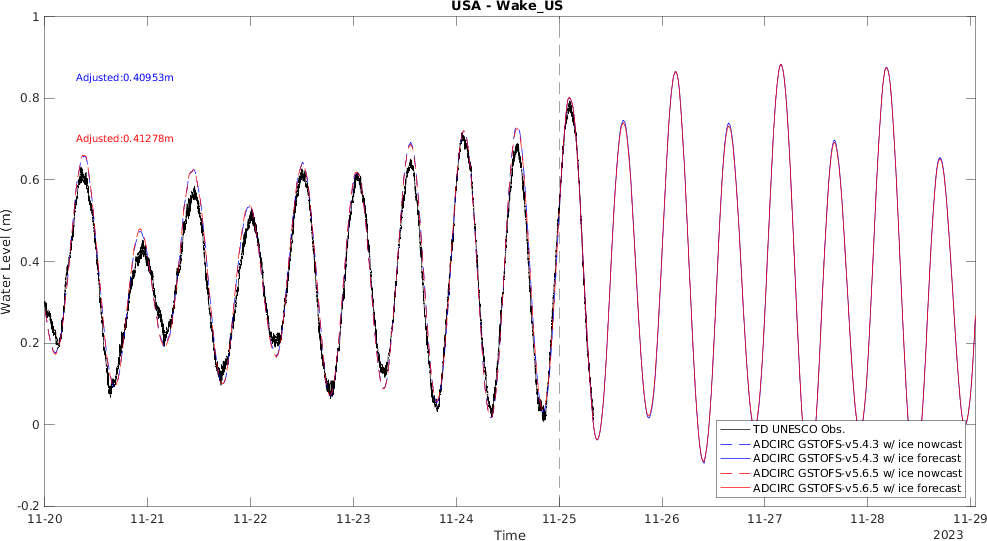 USA - Wake_US
1
Adjusted:0.40953m
0.8
Adjusted:0.41278m
0.6
Water Level (m)
0.4
0.2
0
-0.2
TD UNESCO Obs.
ADCIRC GSTOFS-v5.4.3 w/ ice nowcast
ADCIRC GSTOFS-v5.4.3 w/ ice forecast
ADCIRC GSTOFS-v5.6.5 w/ ice nowcast
ADCIRC GSTOFS-v5.6.5 w/ ice forecast
11-20 11-21 11-22 11-23 11-24 11-25 11-26 11-27 11-28 11-29
Time
2023